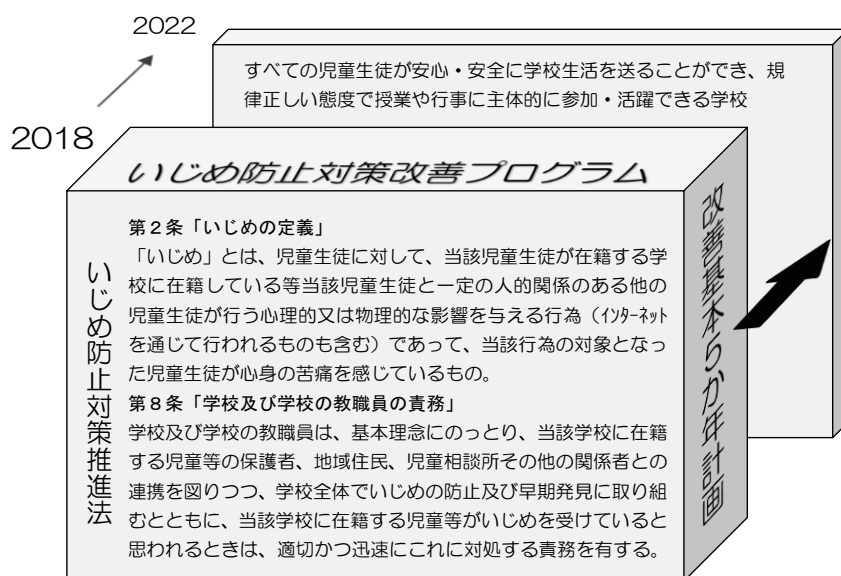 2022
すべての児童生徒が安心・安全に学校生活を送ることができ、規
律正しい態度で授業や行事に主体的に参加・活躍できる学校
2018
いじめ防止対策改善プログラム
改善基本5か年計画
いじめ防止対策推進法
第2条「いじめの定義」
「いじめ」とは、児童生徒に対して、当該児童生徒が在籍する学
校に在籍している等当該児童生徒と一定の人的関係のある他の
児童生徒が行う心理的又は物理的な影響を与える行為（ｲﾝﾀｰﾈｯﾄ
を通じて行われるものも含む）であって、当該行為の対象となっ
た児童生徒が心身の苦痛を感じているもの。
第8条「学校及び学校の教職員の責務」
学校及び学校の教職員は、基本理念にのっとり、当該学校に在籍
する児童等の保護者、地域住民、児童相談所その他の関係者との
連携を図りつつ、学校全体でいじめの防止及び早期発見に取り組
むとともに、当該学校に在籍する児童等がいじめを受けていると
思われるときは、適切かつ迅速にこれに対処する責務を有する。